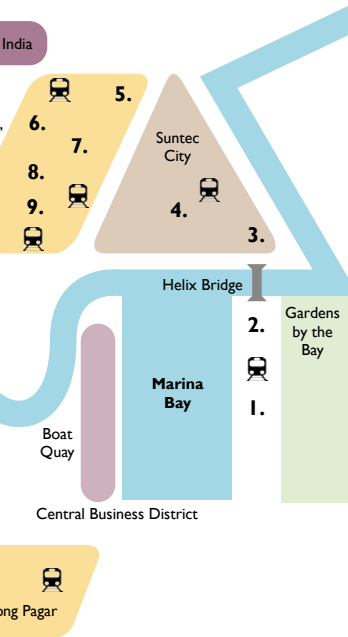 India
5.
6.
7.
8.
9.
Suntec
City
4.
3.
Helix Bridge
2.
Gardens
by the
Bay
Marina
Bay
1.
Boat
Quay
Central Business District
Pagar